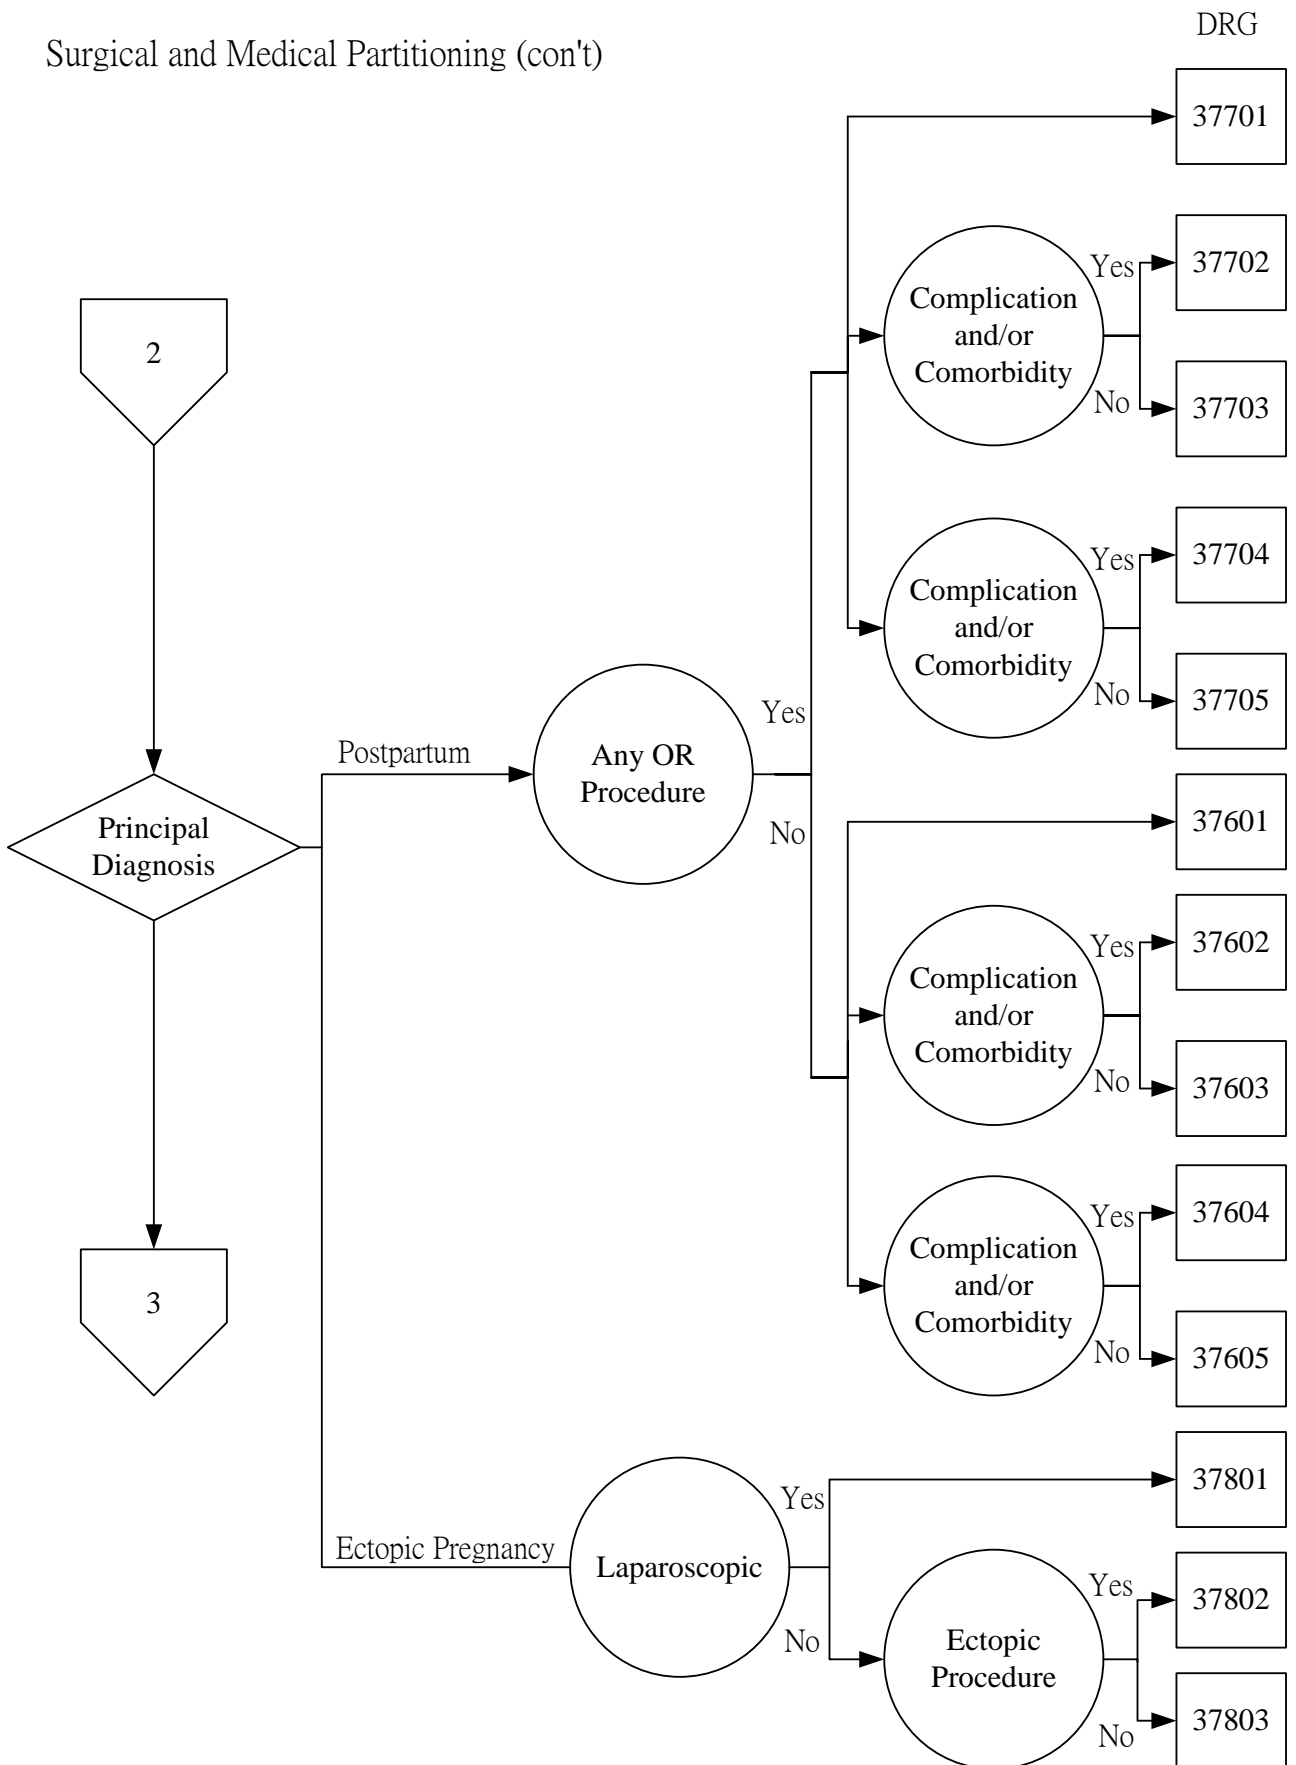 DRG
Surgical and Medical Partitioning (con't)
37701
Yes
37702
2
Complication
and/or
Comorbidity
No
37703
Yes
37704
Complication
and/or
Comorbidity
No
37705
Yes
Postpartum
Any OR
Procedure
No
37601
Principal
Diagnosis
Yes
37602
Complication
and/or
Comorbidity
No
37603
Yes
37604
3
Complication
and/or
Comorbidity
No
37605
Yes
37801
Ectopic Pregnancy
Laparoscopic
No
Yes
37802
Ectopic
Procedure
No
37803